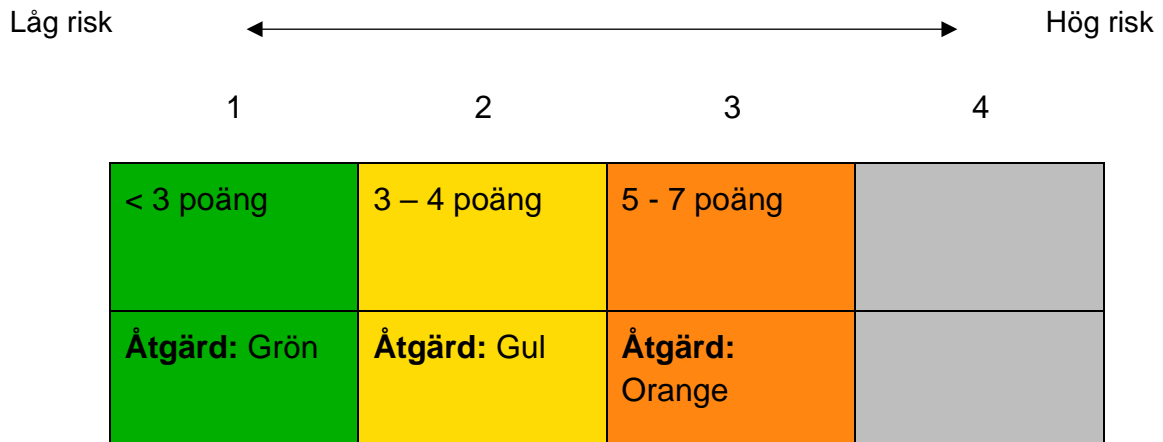 Låg risk Hög risk
1 2 3 4
< 3 poäng 3 – 4 poäng 5 - 7 poäng
Åtgärd: Grön Åtgärd: Gul Åtgärd:
Orange